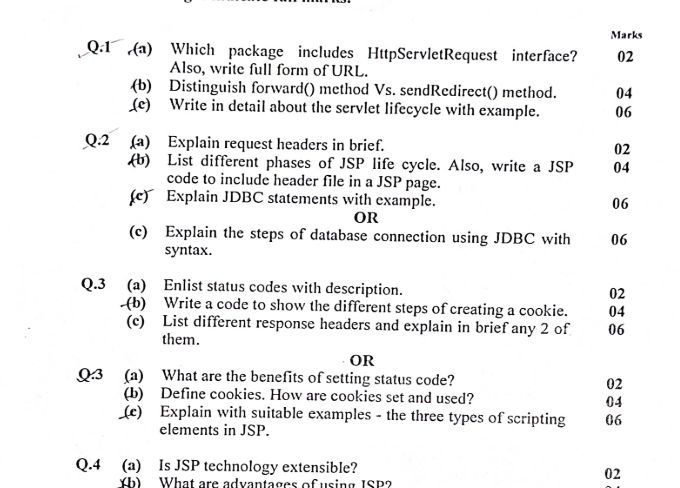 full marks.
Marks
Q.1 (a) Which package includes HttpServletRequest interface? 02
Also, write full form of URL.
(b) Distinguish forward() method Vs. sendRedirect() method. 04
(c) Write in detail about the servlet lifecycle with example. 06
Q.2 (a) Explain request headers in brief. 02
(b) List different phases of JSP life cycle. Also, write a JSP 04
code to include header file in a JSP page.
(c) Explain JDBC statements with example. 06
OR
(c) Explain the steps of database connection using JDBC with 06
syntax.
Q.3 (a) Enlist status codes with description. 02
(b) Write a code to show the different steps of creating a cookie. 04
(c) List different response headers and explain in brief any 2 of 06
them.
OR
Q.3 (a) What are the benefits of setting status code? 02
(b) Define cookies. How are cookies set and used? 04
(c) Explain with suitable examples - the three types of scripting 06
elements in JSP.
Q.4 (a) Is JSP technology extensible? 02
(b) What are advantages of using JSP? 04